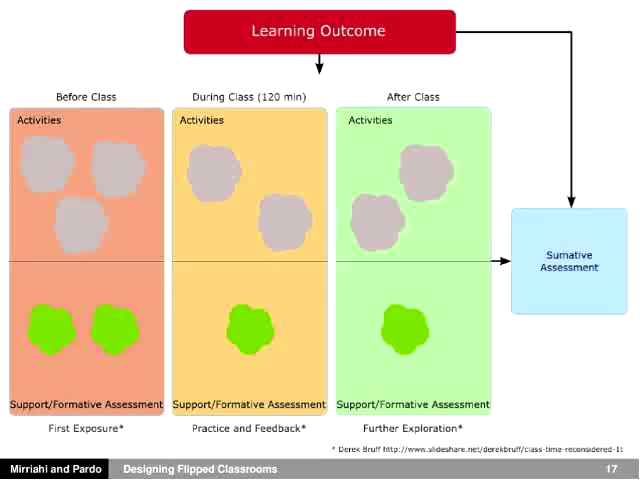 Learning Outcome
Before Class
During Class (120 min)
After Class
Activities
Activities
Activities
Sumative
Assessment
Support/Formative Assessment
Support/Formative Assessment
Support/Formative Assessment
First Exposure*
Practice and Feedback*
Further Exploration*
* Derek Bruff http://www.slideshare.net/derekbruff/class-time-reconsidered-1t
Mirriahi and Pardo
Designing Flipped Classrooms
17